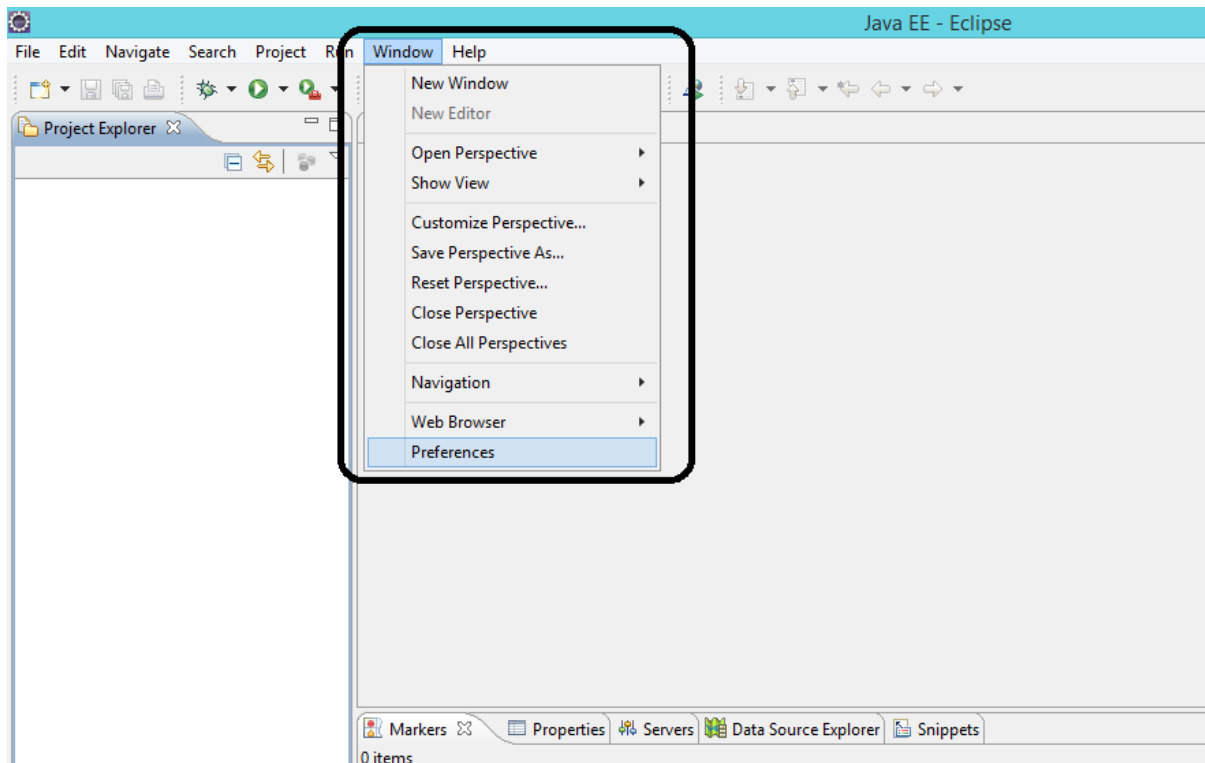 Java EE - Eclipse
File Edit Navigate Search Project Run Window Help
Project Explorer
New Window
New Editor
Open Perspective
Show View
Customize Perspective...
Save Perspective As...
Reset Perspective...
Close Perspective
Close All Perspectives
Navigation
Web Browser
Preferences
Markers Properties Servers Data Source Explorer Snippets
0 items